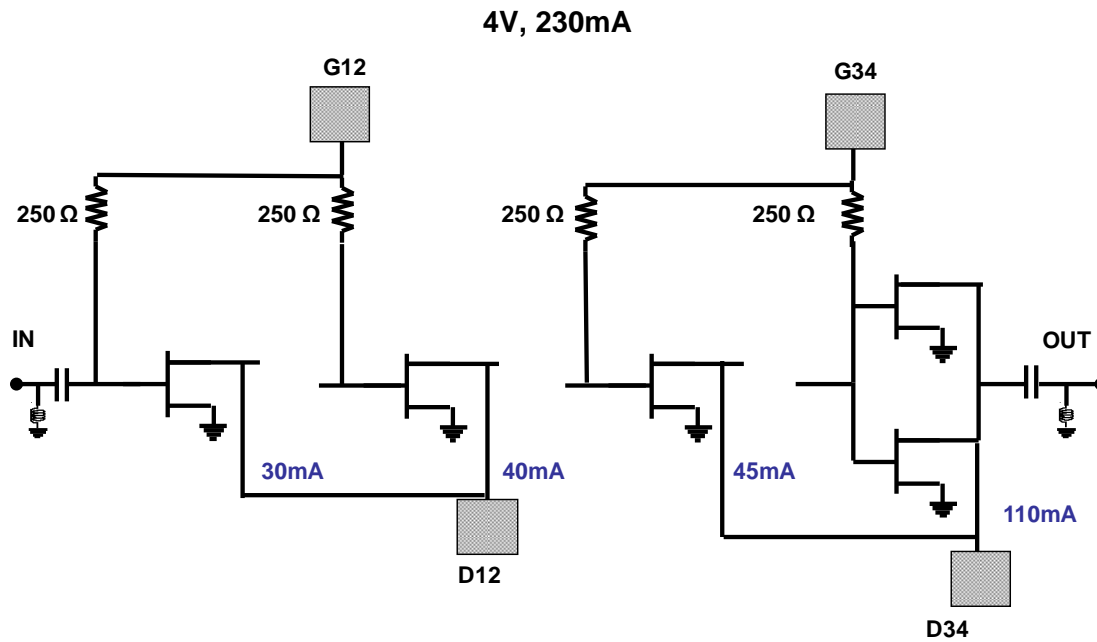 4V, 230mA
G12
G34
250 Ω
250 Ω
250 Ω
250 Ω
IN
OUT
30mA
40mA
45mA
110mA
D12
D34